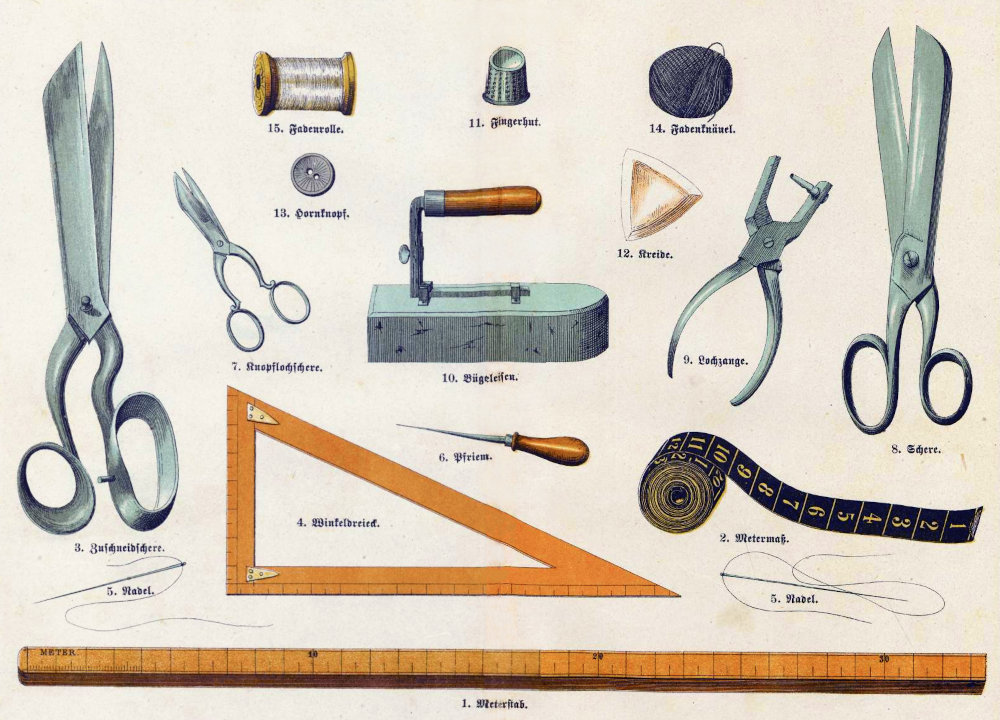 15. Fadenrolle.
11. Fingerhut.
14. Fadenknäuel.
13. Hornknopf.
12. Kreide.
7. Knopflochschere.
10. Bügeleisen.
9. Lochzange.
8. Schere.
6. Pfriem.
4. Winkeldreieck.
12 11 10 9 8 7 6 5 4 3 2 1
2. Metermaß.
3. Zuschneidschere.
5. Nadel.
5. Nadel.
METER. 10 20 30
1. Meterstab.